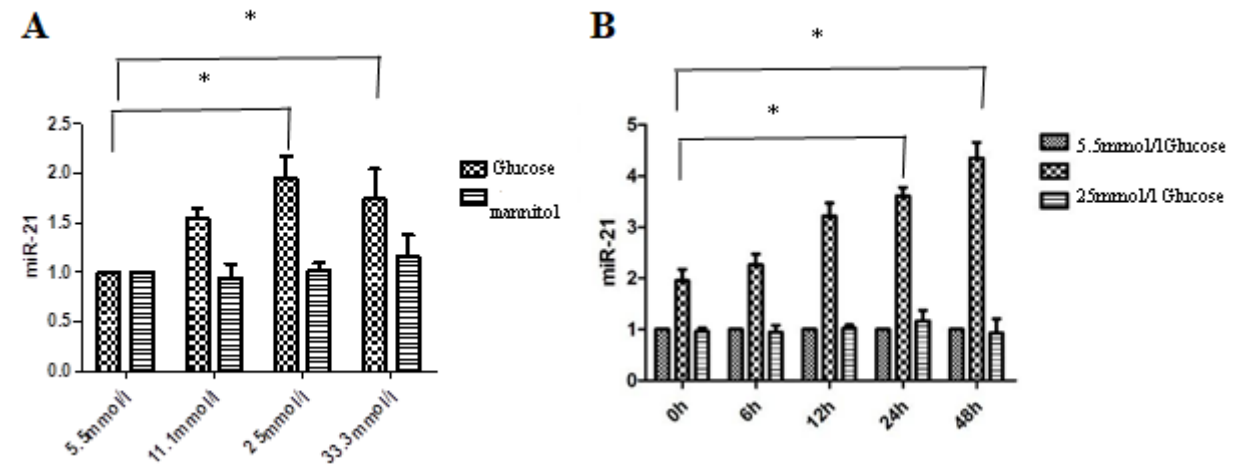 A
*
*
2.5
2.0
1.5
1.0
0.5
0.0
miR-21
5.5mmol/l
11.1mmol/l
25mmol/l
33.3mmol/l
Glucose
mannitol
B
*
*
5
4
3
2
1
0
miR-21
0h
6h
12h
24h
48h
5.5mmol/lGlucose
25mmol/l Glucose